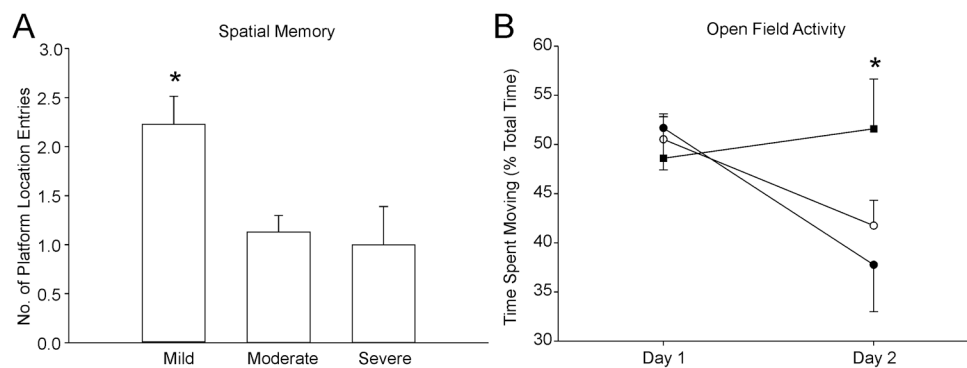 A
Spatial Memory
No. of Platform Location Entries
3.0
2.5
2.0
1.5
1.0
0.5
0.0
*
Mild Moderate Severe
B
Open Field Activity
Time Spent Moving (% Total Time)
60
55
50
45
40
35
30
*
Day 1 Day 2